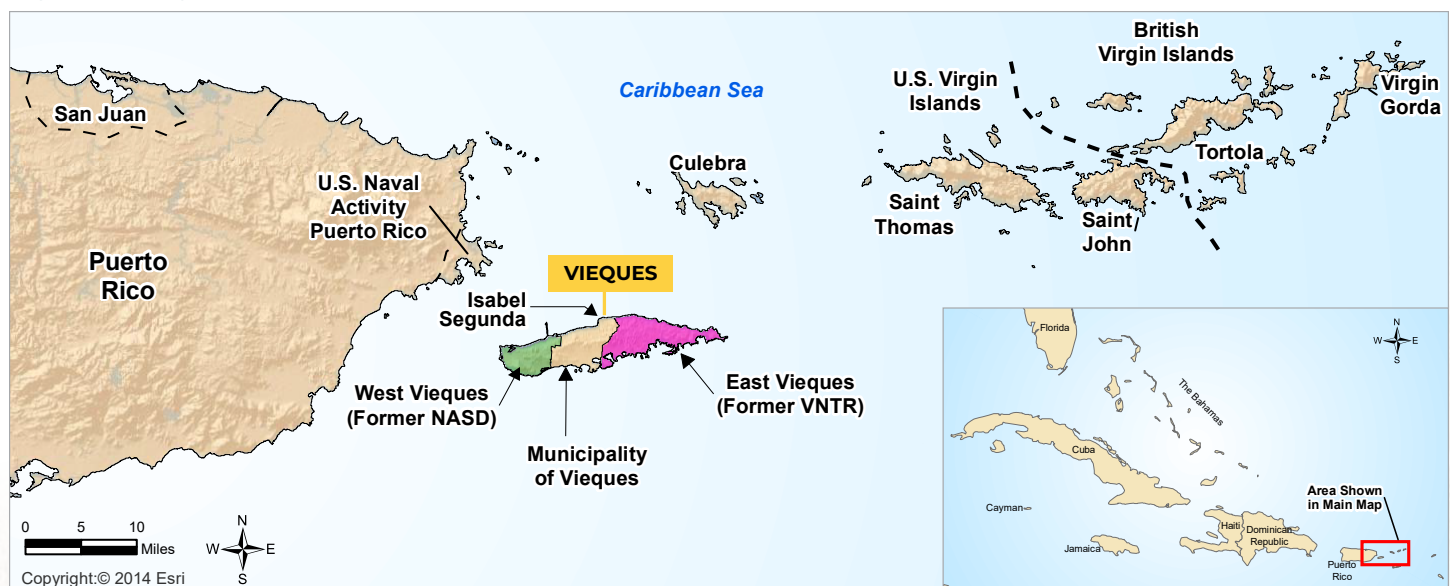 British
Virgin Islands
U.S. Virgin
Islands
Caribbean Sea
Virgin
Gorda
San Juan
Tortola
Culebra
U.S. Naval
Activity
Puerto Rico
Saint
Thomas
Saint
John
Puerto
Rico
VIEQUES
Isabel
Segunda
West Vieques
(Former NASD)
East Vieques
(Former VNTR)
Municipality
of Vieques
0 5 10
Miles
N
W E
S
Copyright:© 2014 Esri
Florida
N
W E
S
The Bahamas
Cuba
Cayman
Area Shown
in Main Map
Haiti
Dominican
Republic
Jamaica
Puerto
Rico